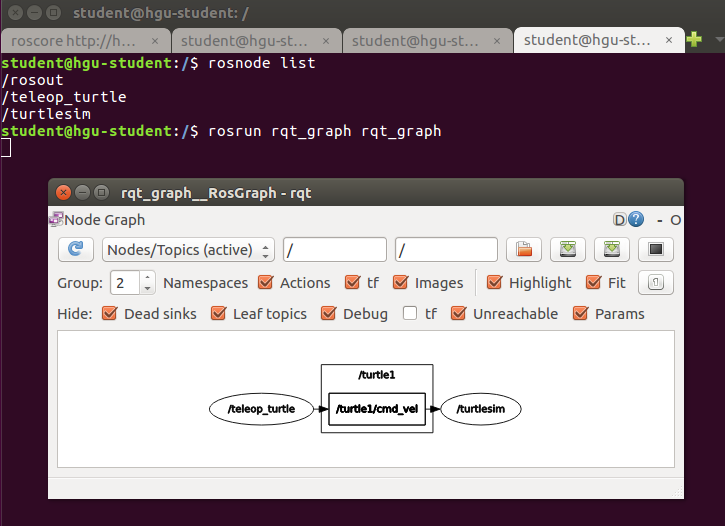 student@hgu-student: /
roscore http://h... × student@hgu-st... × student@hgu-st... × student@hgu-st... ×
student@hgu-student:/$ rosnode list
/rosout
/teleop_turtle
/turtlesim
student@hgu-student:/$ rosrun rqt_graph rqt_graph
rqt_graph__RosGraph - rqt
Node Graph D ? - O
Nodes/Topics (active) / /
Group: 2 Namespaces Actions tf Images Highlight Fit
Hide: Dead sinks Leaf topics Debug tf Unreachable Params
/turtle1
/teleop_turtle /turtle1/cmd_vel /turtlesim